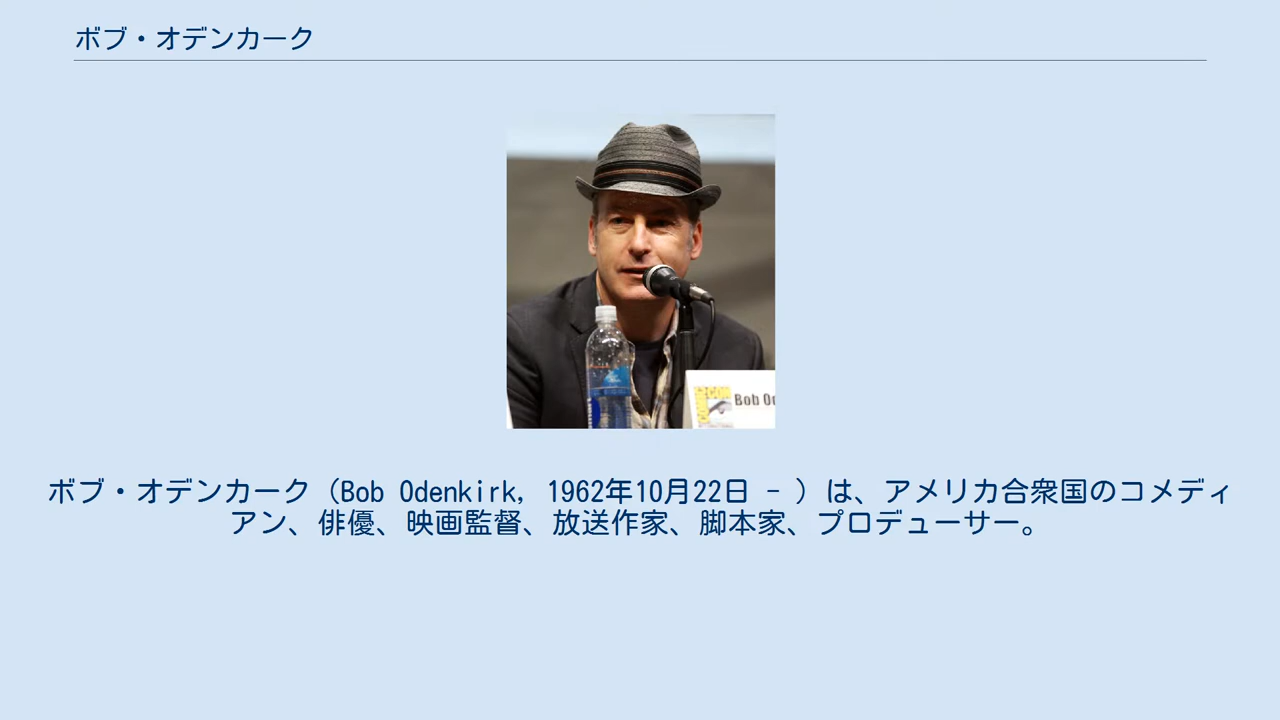 ボブ・オデンカーク
Bob Od
ボブ・オデンカーク（Bob Odenkirk, 1962年10月22日 - ）は、アメリカ合衆国のコメディ
アン、俳優、映画監督、放送作家、脚本家、プロデューサー。